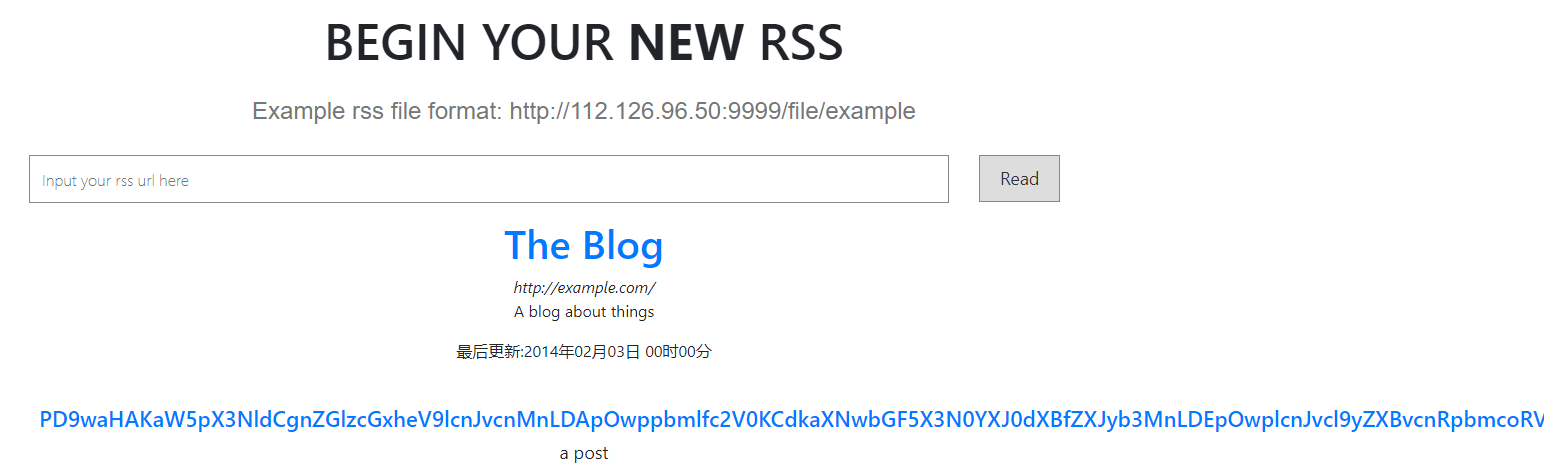 BEGIN YOUR NEW RSS
Example rss file format: http://112.126.96.50:9999/file/example
Input your rss url here
Read
The Blog
http://example.com/
A blog about things
最后更新:2014年02月03日 00时00分
PD9waHAKaW5pX3NldCgnZGlzcGxheV9lcnJvcnMnLDApOwppbmlfc2V0KCdkaXNwbGF5X3N0YXJ0dXBfZXJyb3JzJywxKTsKZXJyb3JfcmVwb3J0aW5nKEV
a post